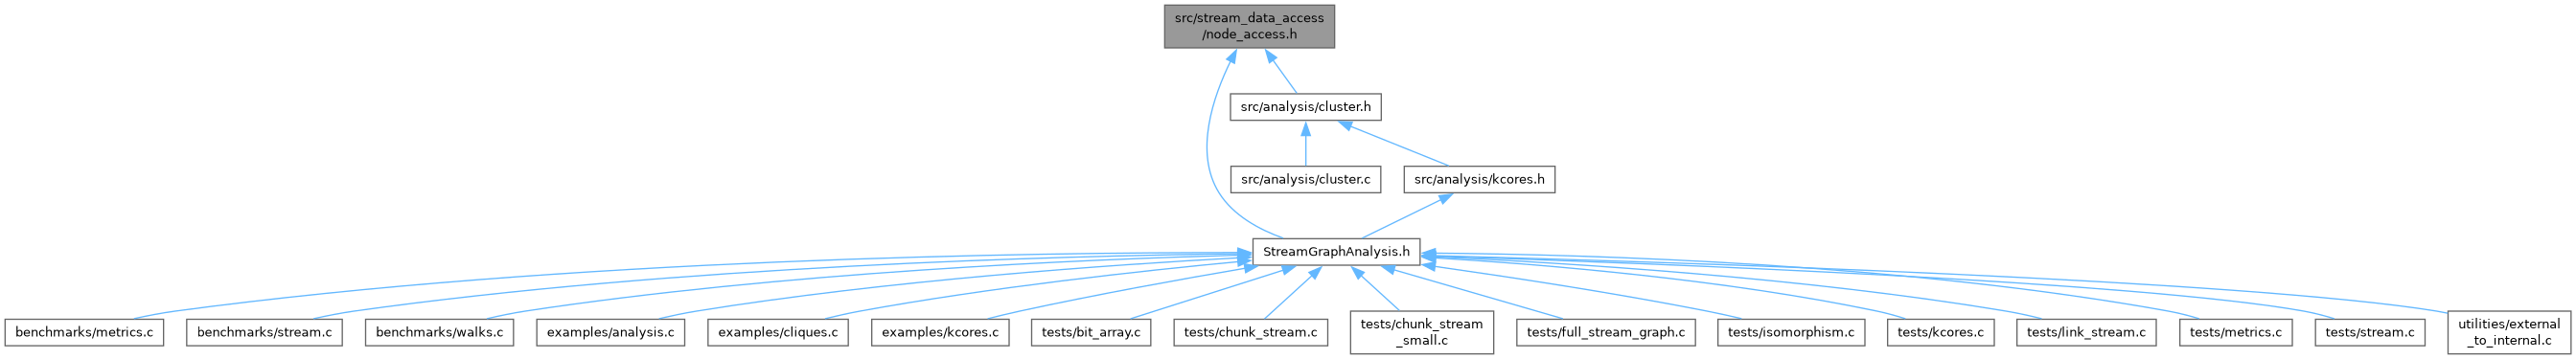 src/stream_data_access
/node_access.h
src/analysis/cluster.h
src/analysis/cluster.c
src/analysis/kcores.h
StreamGraphAnalysis.h
benchmarks/metrics.c
benchmarks/stream.c
benchmarks/walks.c
examples/analysis.c
examples/cliques.c
examples/kcores.c
tests/bit_array.c
tests/chunk_stream.c
tests/chunk_stream
_small.c
tests/full_stream_graph.c
tests/isomorphism.c
tests/kcores.c
tests/link_stream.c
tests/metrics.c
tests/stream.c
utilities/external
_to_internal.c